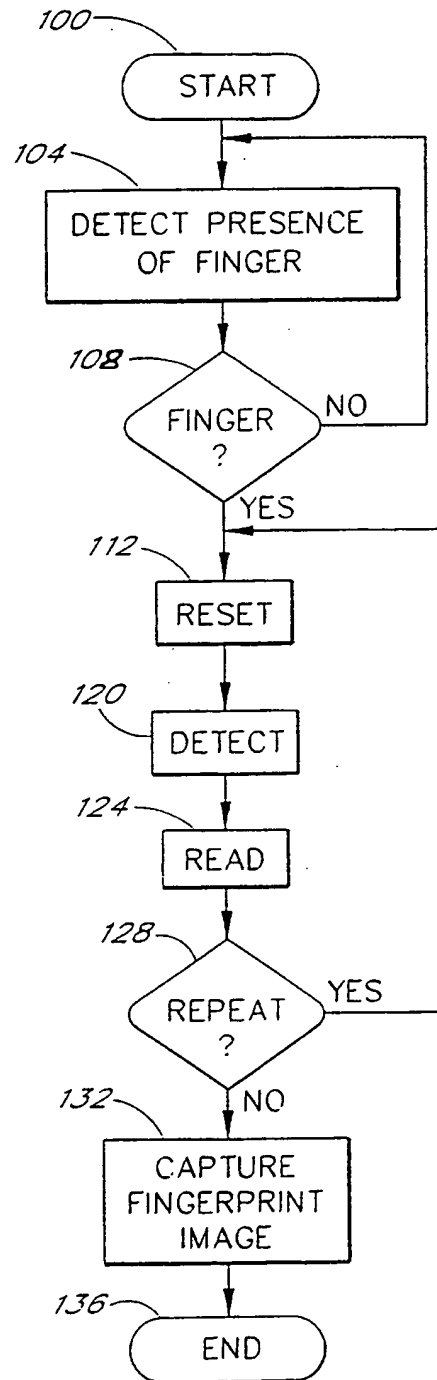 100
START
104
DETECT PRESENCE
OF FINGER
108
FINGER
?
NO
YES
112
RESET
120
DETECT
124
READ
128
REPEAT
?
YES
NO
132
CAPTURE
FINGERPRINT
IMAGE
136
END